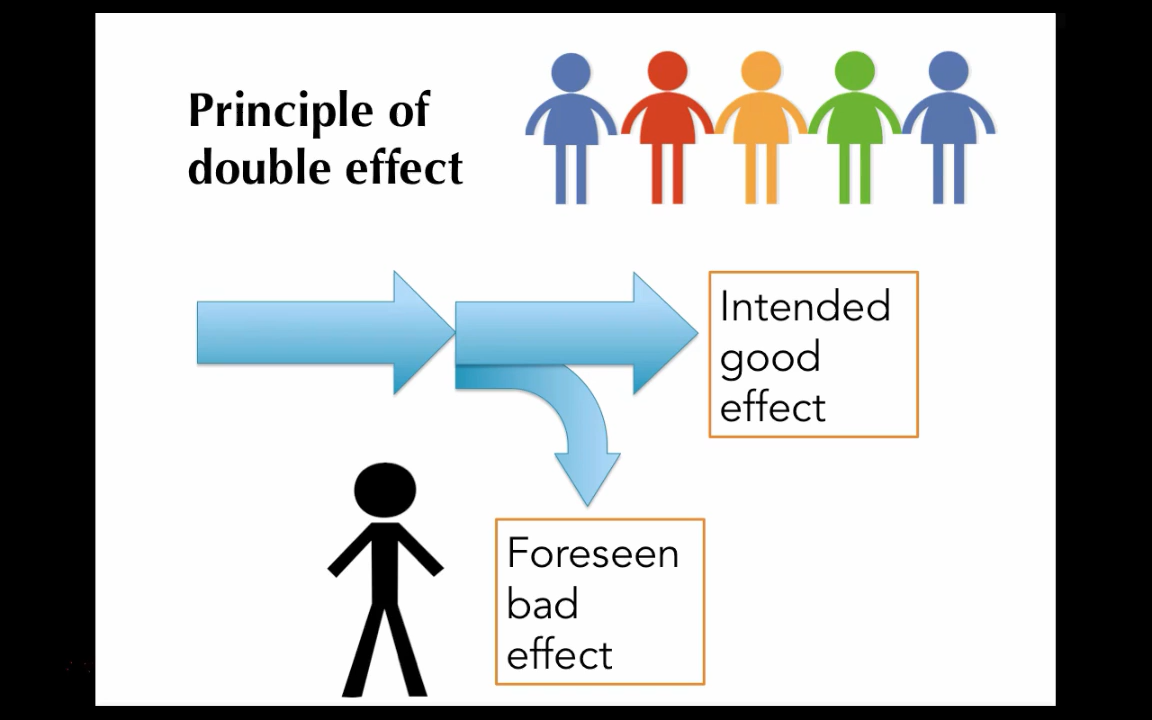 Principle of
double effect
Intended
good
effect
Foreseen
bad
effect